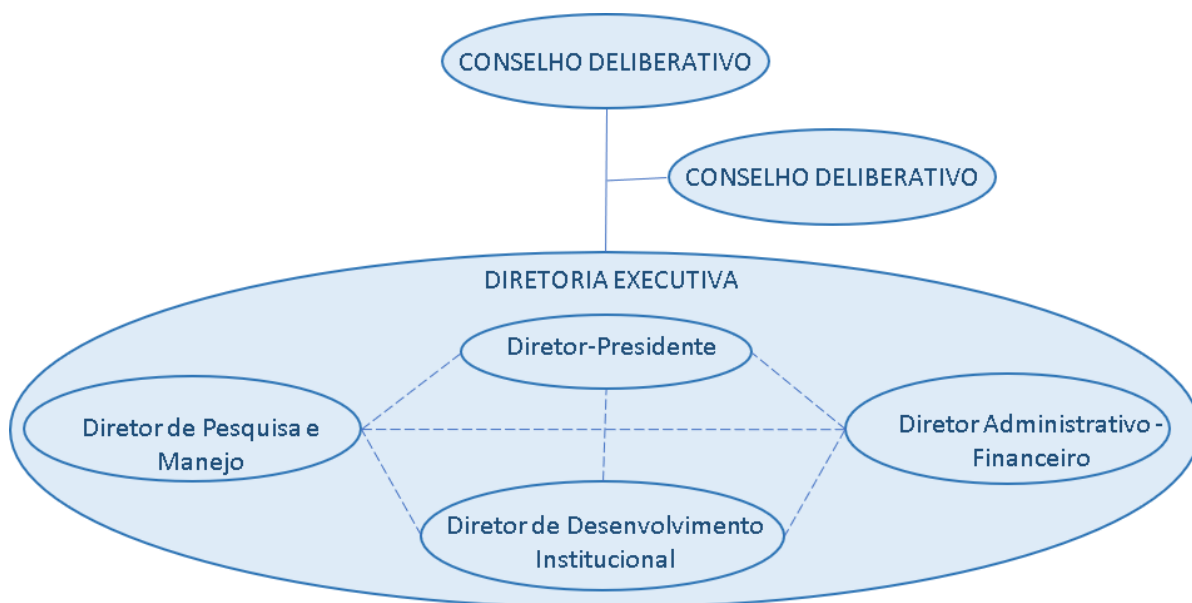 CONSELHO DELIBERATIVO
CONSELHO DELIBERATIVO
DIRETORIA EXECUTIVA
Diretor-Presidente
Diretor de Pesquisa e
Manejo
Diretor Administrativo -
Financeiro
Diretor de Desenvolvimento
Institucional